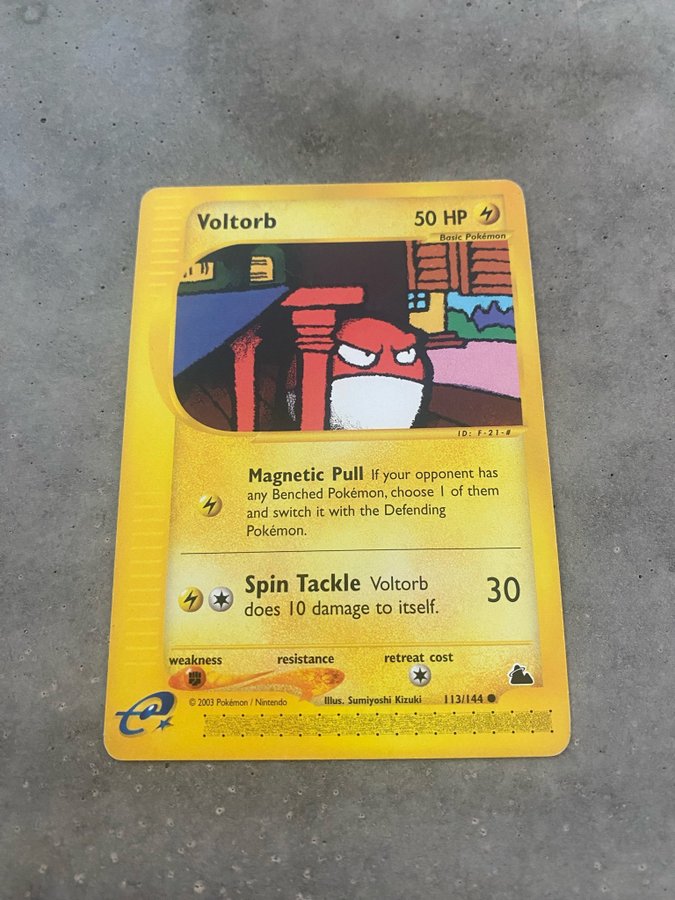 Voltorb 50 HP
Basic Pokémon
ID: F-21-#
Magnetic Pull If your opponent has
any Benched Pokémon, choose 1 of them
and switch it with the Defending
Pokémon.
Spin Tackle Voltorb 30
does 10 damage to itself.
weakness resistance retreat cost
© 2003 Pokémon / Nintendo Illus. Sumiyoshi Kizuki 113/144
e